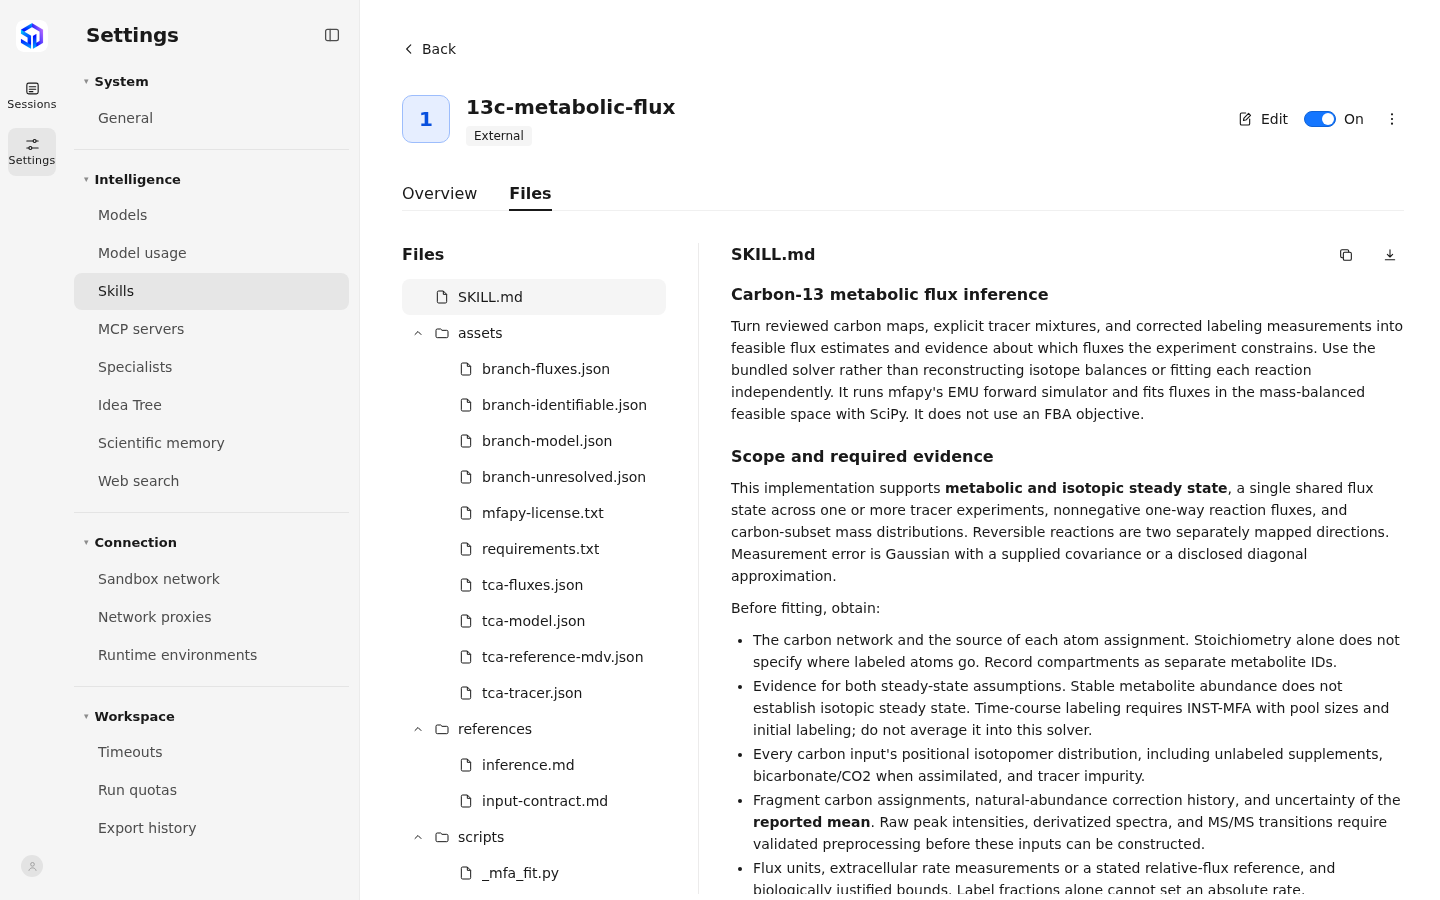 Settings
Sessions
Settings
System
General
Intelligence
Models
Model usage
Skills
MCP servers
Specialists
Idea Tree
Scientific memory
Web search
Connection
Sandbox network
Network proxies
Runtime environments
Workspace
Timeouts
Run quotas
Export history
Back
1
13c-metabolic-flux
External
Edit
On
Overview
Files
Files
SKILL.md
assets
branch-fluxes.json
branch-identifiable.json
branch-model.json
branch-unresolved.json
mfapy-license.txt
requirements.txt
tca-fluxes.json
tca-model.json
tca-reference-mdv.json
tca-tracer.json
references
inference.md
input-contract.md
scripts
_mfa_fit.py
SKILL.md
Carbon-13 metabolic flux inference
Turn reviewed carbon maps, explicit tracer mixtures, and corrected labeling measurements into
feasible flux estimates and evidence about which fluxes the experiment constrains. Use the
bundled solver rather than reconstructing isotope balances or fitting each reaction
independently. It runs mfapy's EMU forward simulator and fits fluxes in the mass-balanced
feasible space with SciPy. It does not use an FBA objective.
Scope and required evidence
This implementation supports metabolic and isotopic steady state, a single shared flux
state across one or more tracer experiments, nonnegative one-way reaction fluxes, and
carbon-subset mass distributions. Reversible reactions are two separately mapped directions.
Measurement error is Gaussian with a supplied covariance or a disclosed diagonal
approximation.
Before fitting, obtain:
• The carbon network and the source of each atom assignment. Stoichiometry alone does not
specify where labeled atoms go. Record compartments as separate metabolite IDs.
• Evidence for both steady-state assumptions. Stable metabolite abundance does not
establish isotopic steady state. Time-course labeling requires INST-MFA with pool sizes and
initial labeling; do not average it into this solver.
• Every carbon input's positional isotopomer distribution, including unlabeled supplements,
bicarbonate/CO2 when assimilated, and tracer impurity.
• Fragment carbon assignments, natural-abundance correction history, and uncertainty of the
reported mean. Raw peak intensities, derivatized spectra, and MS/MS transitions require
validated preprocessing before these inputs can be constructed.
• Flux units, extracellular rate measurements or a stated relative-flux reference, and
biologically justified bounds. Label fractions alone cannot set an absolute rate.